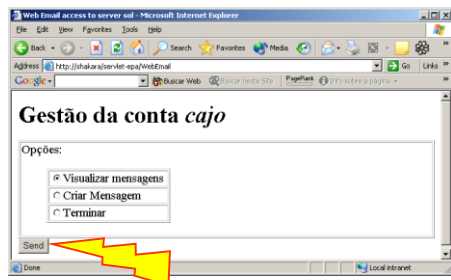 Web Email access to server sol - Microsoft Internet Explorer
File Edit View Favorites Tools Help
Back Search Favorites Media
Address http://shakara/servlet-epa/WebEmail Go Links »
Google Buscar Web Buscar neste Site PageRank Info sobre a página
Gestão da conta cajo
Opções:
Visualizar mensagens
Criar Mensagem
Terminar
Send
Done Local intranet